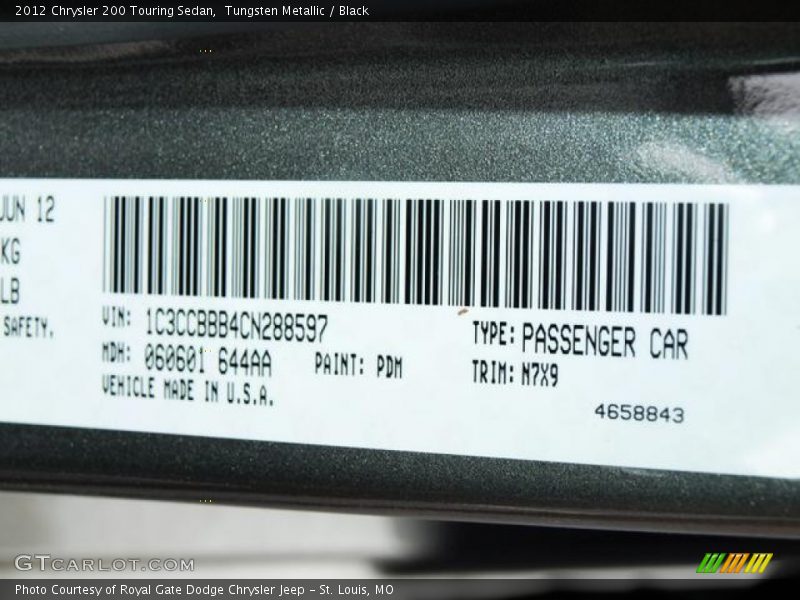 2012 Chrysler 200 Touring Sedan,  Tungsten Metallic / Black
JUN 12
KG
LB
SAFETY.
VIN: 1C3CCBBB4CN288597
MDH: 060601 644AA
PAINT: PDM
VEHICLE MADE IN U.S.A.
TYPE: PASSENGER CAR
TRIM: N7X9
4658843
GTcarlot.com
Photo Courtesy of Royal Gate Dodge Chrysler Jeep – St. Louis, MO